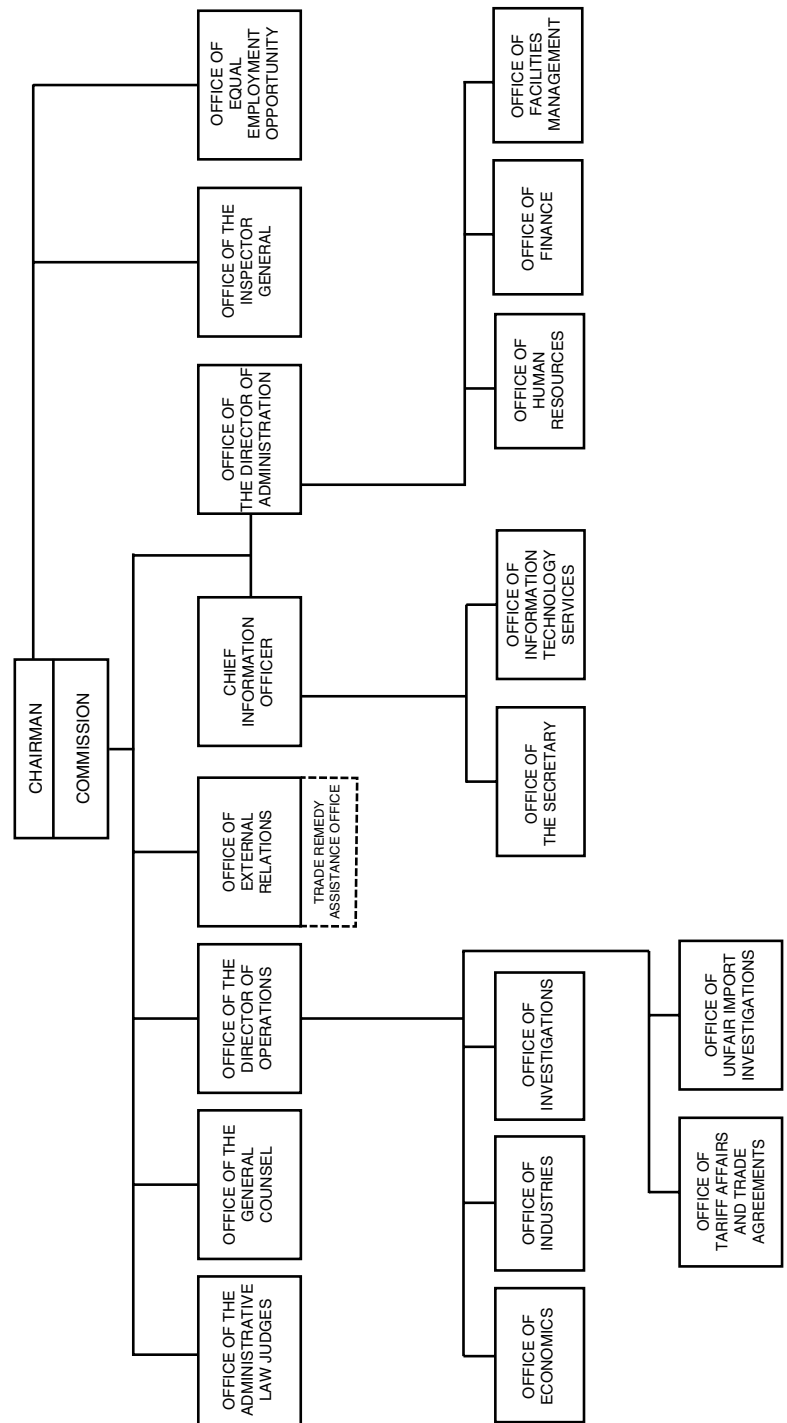 CHAIRMAN
COMMISSION
OFFICE OF THE
ADMINISTRATIVE
LAW JUDGES
OFFICE OF THE
GENERAL
COUNSEL
OFFICE OF THE
DIRECTOR OF
OPERATIONS
OFFICE OF
EXTERNAL
RELATIONS
TRADE REMEDY
ASSISTANCE OFFICE
CHIEF
INFORMATION
OFFICER
OFFICE OF
THE DIRECTOR OF
ADMINISTRATION
OFFICE OF THE
INSPECTOR
GENERAL
OFFICE OF
EQUAL
EMPLOYMENT
OPPORTUNITY
OFFICE OF
ECONOMICS
OFFICE OF
INDUSTRIES
OFFICE OF
INVESTIGATIONS
OFFICE OF
THE SECRETARY
OFFICE OF
INFORMATION
TECHNOLOGY
SERVICES
OFFICE OF
HUMAN
RESOURCES
OFFICE OF
FINANCE
OFFICE OF
FACILITIES
MANAGEMENT
OFFICE OF
TARIFF AFFAIRS
AND TRADE
AGREEMENTS
OFFICE OF
UNFAIR IMPORT
INVESTIGATIONS